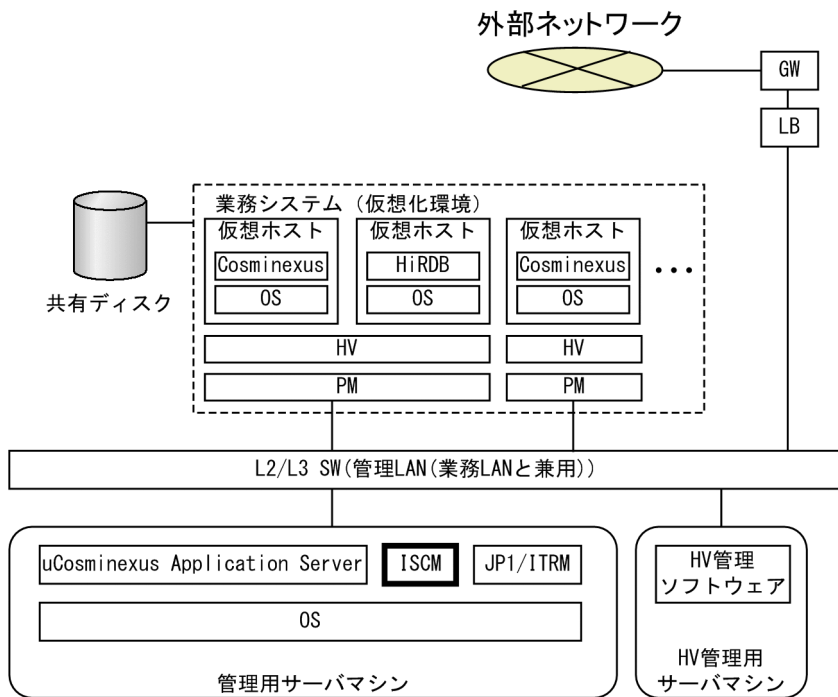 外部ネットワーク
GW
LB
業務システム（仮想化環境）
仮想ホスト 仮想ホスト 仮想ホスト
Cosminexus HiRDB Cosminexus
OS OS OS
共有ディスク
HV HV
PM PM
L2/L3 SW(管理LAN(業務LANと兼用))
uCosminexus Application Server ISCM JP1/ITRM
OS
管理用サーバマシン
HV管理
ソフトウェア
HV管理用
サーバマシン